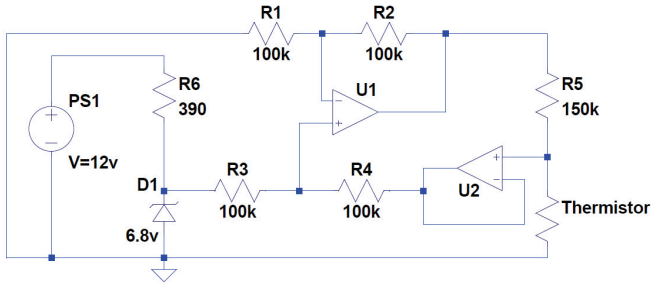 R1
R2
100k
100k
PS1
R6
390
U1
R5
150k
V=12v
D1
R3
R4
U2
100k
100k
Thermistor
6.8v